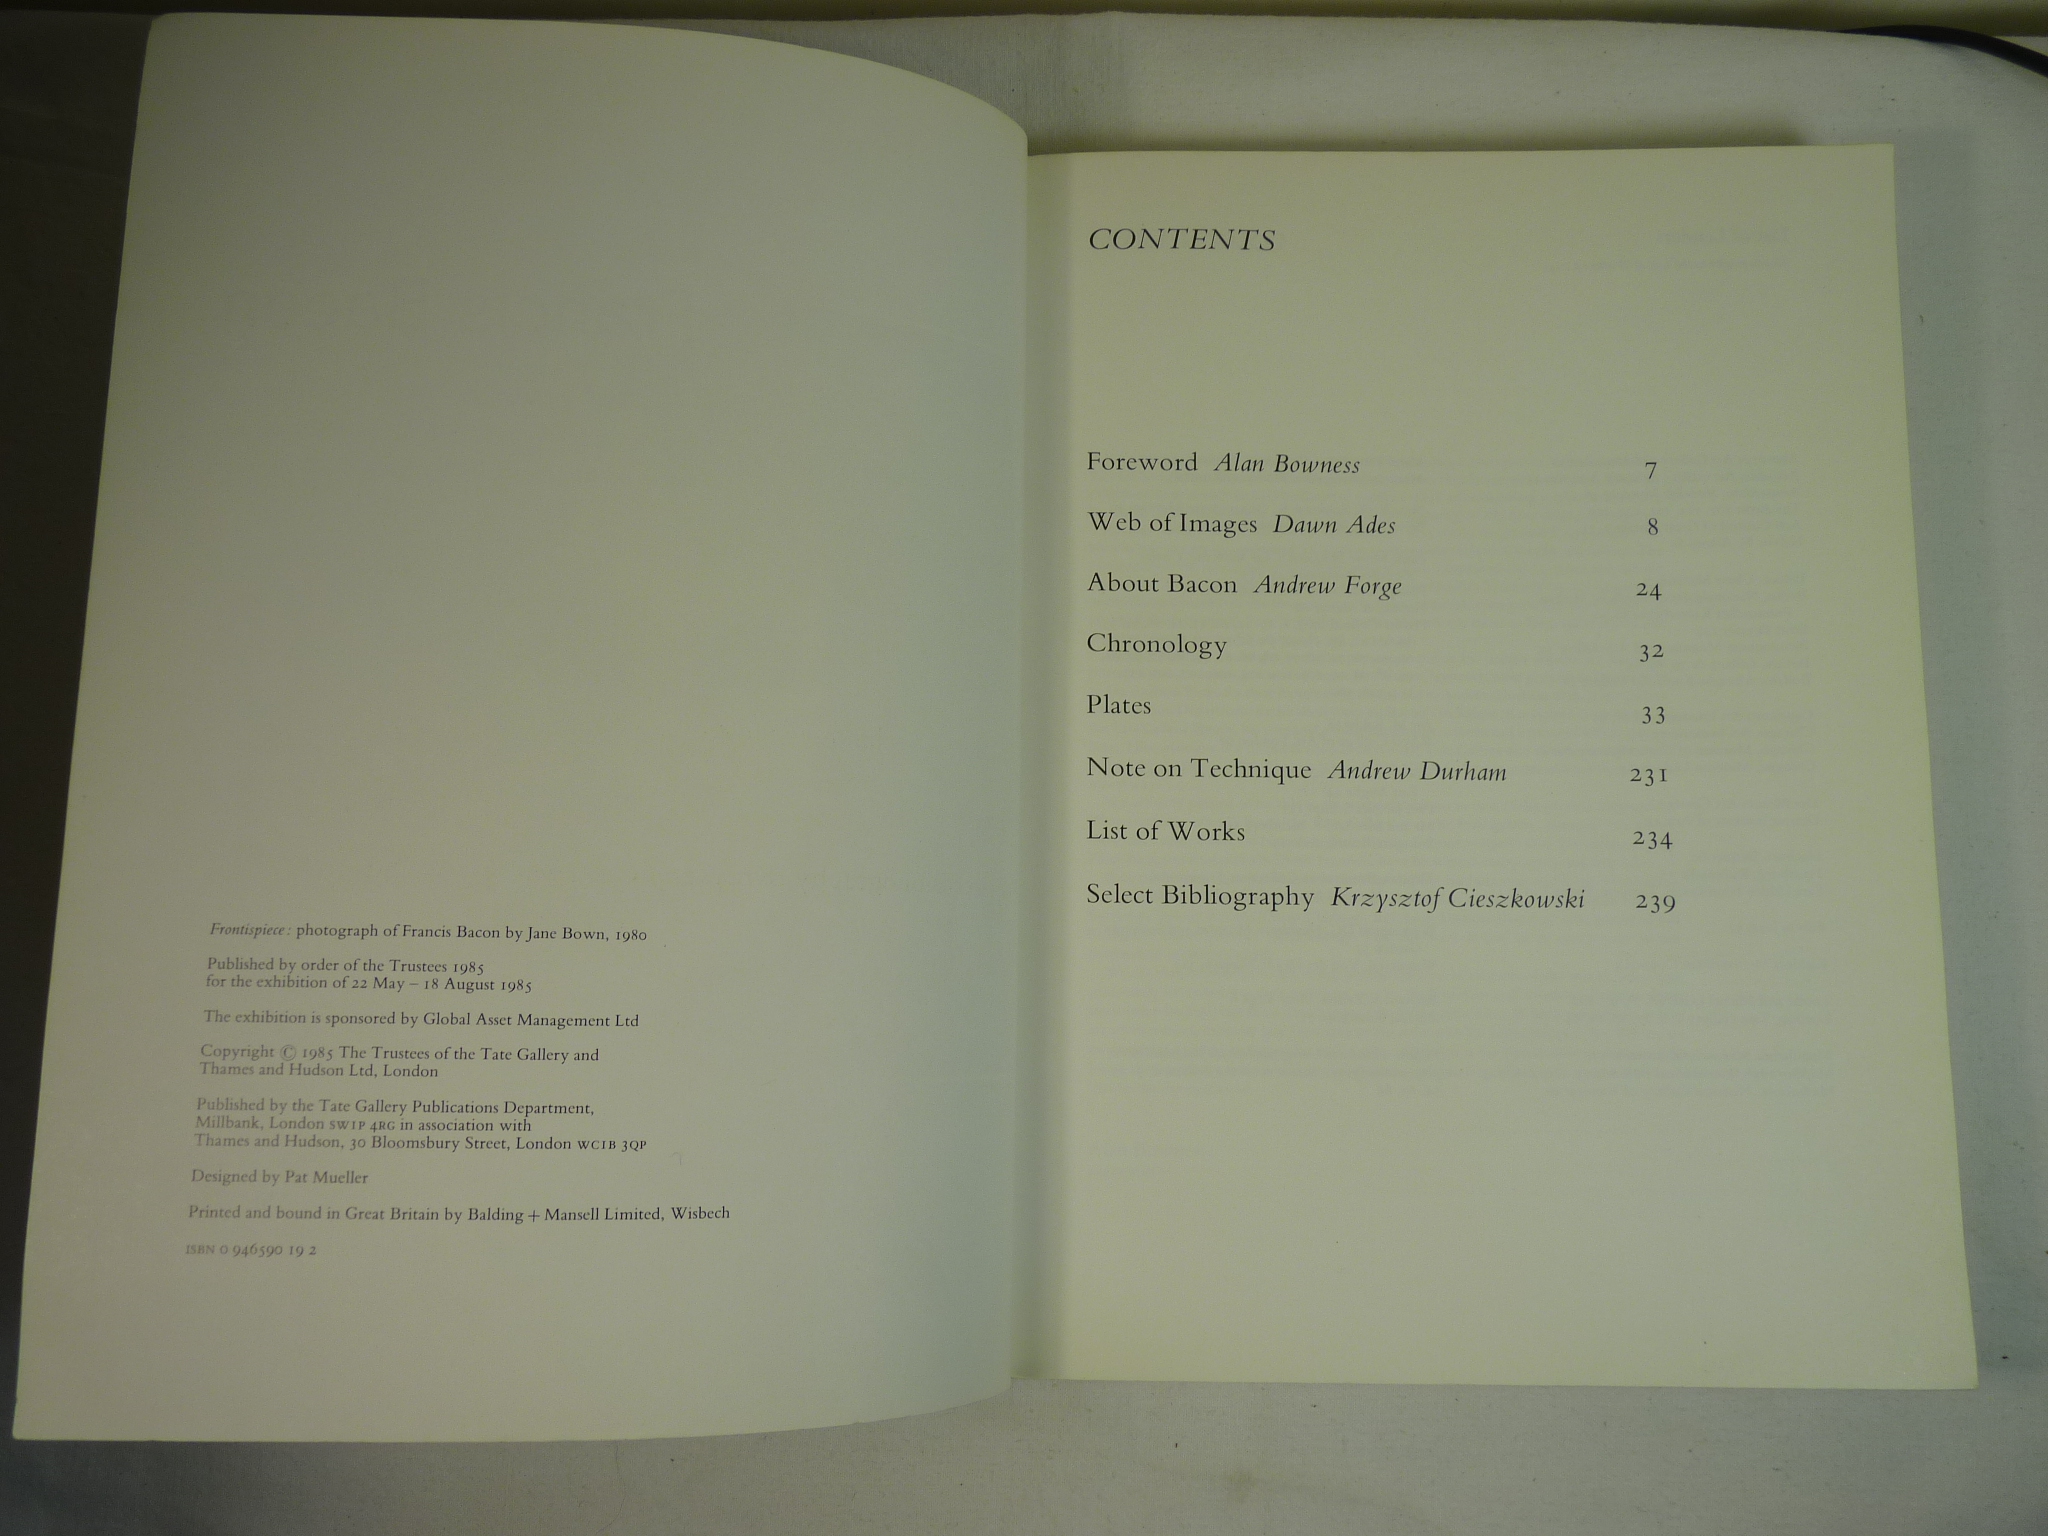 Frontispiece: photograph of Francis Bacon by Jane Bown, 1980
Published by order of the Trustees 1985
for the exhibition of 22 May – 18 August 1985
The exhibition is sponsored by Global Asset Management Ltd
Copyright © 1985 The Trustees of the Tate Gallery and
Thames and Hudson Ltd, London
Published by the Tate Gallery Publications Department,
Millbank, London SW1P 4RG in association with
Thames and Hudson, 30 Bloomsbury Street, London WC1B 3QP
Designed by Pat Mueller
Printed and bound in Great Britain by Balding + Mansell Limited, Wisbech
ISBN 0 946590 19 2
CONTENTS
Foreword Alan Bowness 7
Web of Images Dawn Ades 8
About Bacon Andrew Forge 24
Chronology 32
Plates 33
Note on Technique Andrew Durham 231
List of Works 234
Select Bibliography Krzysztof Cieszkowski 239